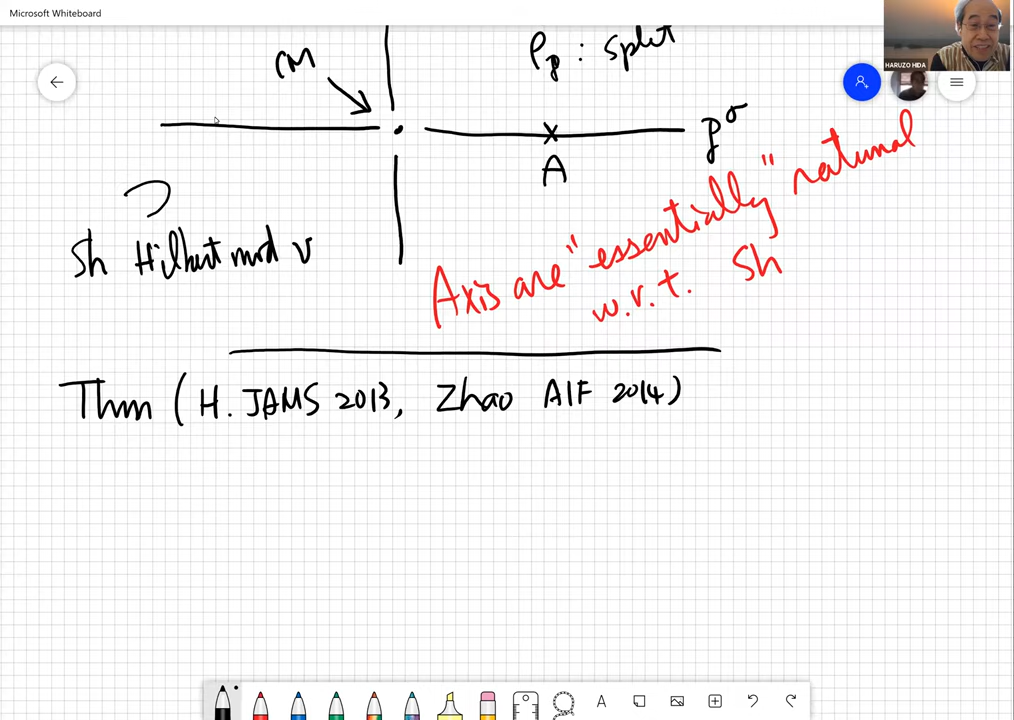 Microsoft Whiteboard
HARUZO HIDA
CM
split
A
Sh Hilbert mod v
Axis are "essentially" natural
w.r.t. Sh
Thm (H. JAMS 2013, Zhao AIF 2014)
A